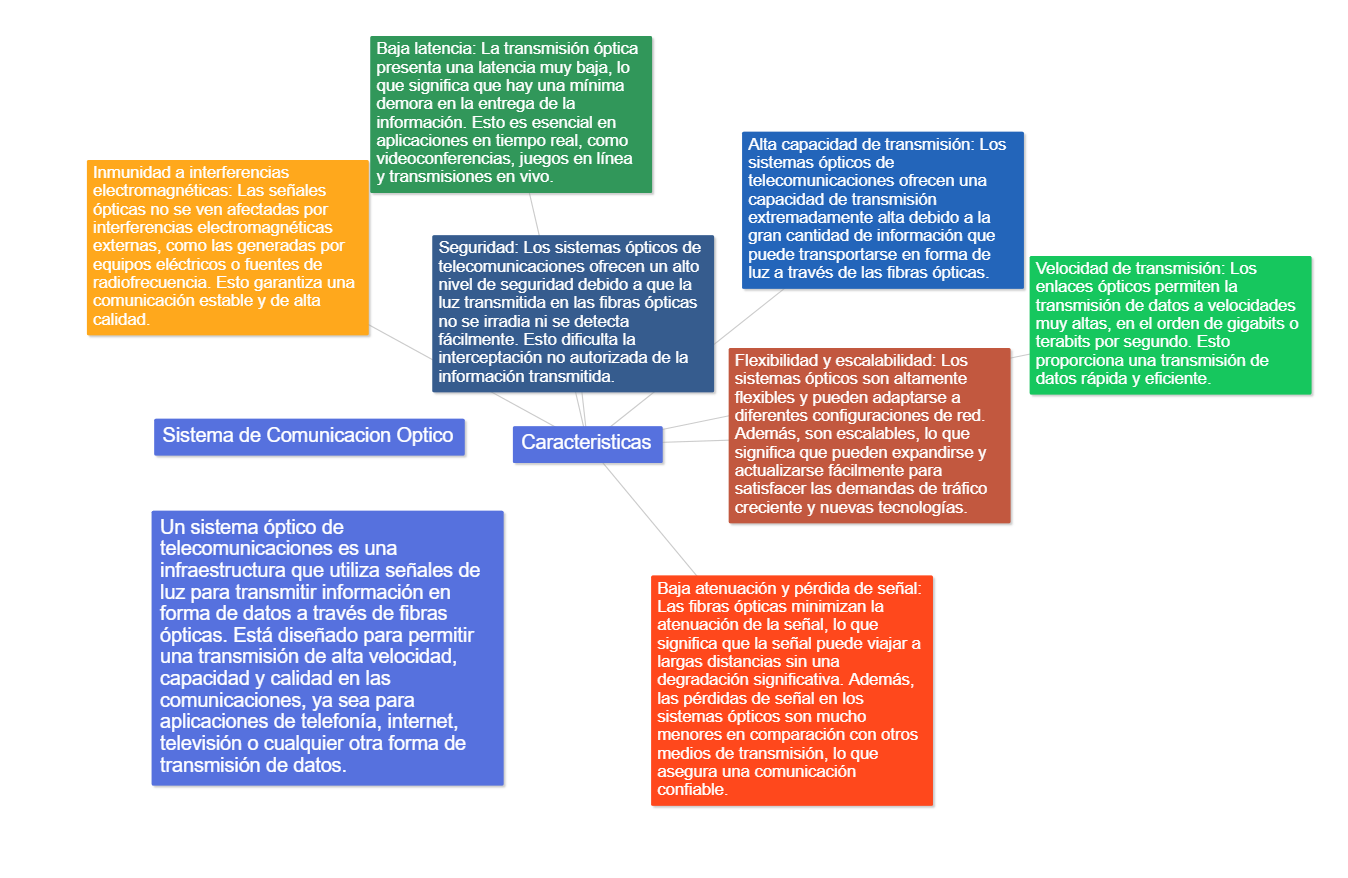 Baja latencia: La transmisión óptica
presenta una latencia muy baja, lo
que significa que hay una mínima
demora en la entrega de la
información. Esto es esencial en
aplicaciones en tiempo real, como
videoconferencias, juegos en línea
y transmisiones en vivo.
Inmunidad a interferencias
electromagnéticas: Las señales
ópticas no se ven afectadas por
interferencias electromagnéticas
externas, como las generadas por
equipos eléctricos o fuentes de
radiofrecuencia. Esto garantiza una
comunicación estable y de alta
calidad.
Alta capacidad de transmisión: Los
sistemas ópticos de
telecomunicaciones ofrecen una
capacidad de transmisión
extremadamente alta debido a la
gran cantidad de información que
puede transportarse en forma de
luz a través de las fibras ópticas.
Seguridad: Los sistemas ópticos de
telecomunicaciones ofrecen un alto
nivel de seguridad debido a que la
luz transmitida en las fibras ópticas
no se irradia ni se detecta
fácilmente. Esto dificulta la
interceptación no autorizada de la
información transmitida.
Velocidad de transmisión: Los
enlaces ópticos permiten la
transmisión de datos a velocidades
muy altas, en el orden de gigabits o
terabits por segundo. Esto
proporciona una transmisión de
datos rápida y eficiente.
Flexibilidad y escalabilidad: Los
sistemas ópticos son altamente
flexibles y pueden adaptarse a
diferentes configuraciones de red.
Además, son escalables, lo que
significa que pueden expandirse y
actualizarse fácilmente para
satisfacer las demandas de tráfico
creciente y nuevas tecnologías.
Sistema de Comunicacion Optico
Caracteristicas
Un sistema óptico de
telecomunicaciones es una
infraestructura que utiliza señales de
luz para transmitir información en
forma de datos a través de fibras
ópticas. Está diseñado para permitir
una transmisión de alta velocidad,
capacidad y calidad en las
comunicaciones, ya sea para
aplicaciones de telefonía, internet,
televisión o cualquier otra forma de
transmisión de datos.
Baja atenuación y pérdida de señal:
Las fibras ópticas minimizan la
atenuación de la señal, lo que
significa que la señal puede viajar a
largas distancias sin una
degradación significativa. Además,
las pérdidas de señal en los
sistemas ópticos son mucho
menores en comparación con otros
medios de transmisión, lo que
asegura una comunicación
confiable.